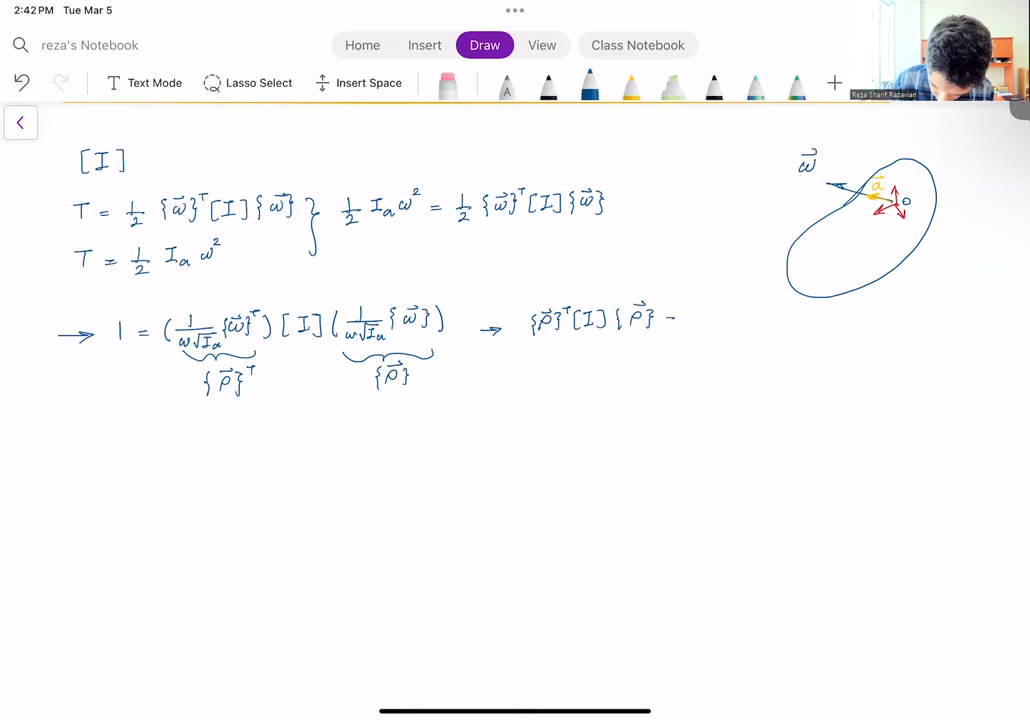 2:42 PM Tue Mar 5
reza's Notebook Home Insert Draw View Class Notebook
Text Mode Lasso Select Insert Space
A
Reza Sharif Razavian
[I]
T = 1/2 {ω⃗}ᵀ [I] {ω⃗} } 1/2 Iₐ ω² = 1/2 {ω⃗}ᵀ [I] {ω⃗}
T = 1/2 Iₐ ω²
→ 1 = (1/(ω√Iₐ) {ω⃗}ᵀ) [I] (1/(ω√Iₐ) {ω⃗}) → {ρ⃗}ᵀ [I] {ρ⃗} -
{ρ⃗}ᵀ {ρ⃗}
ω⃗
a⃗
O